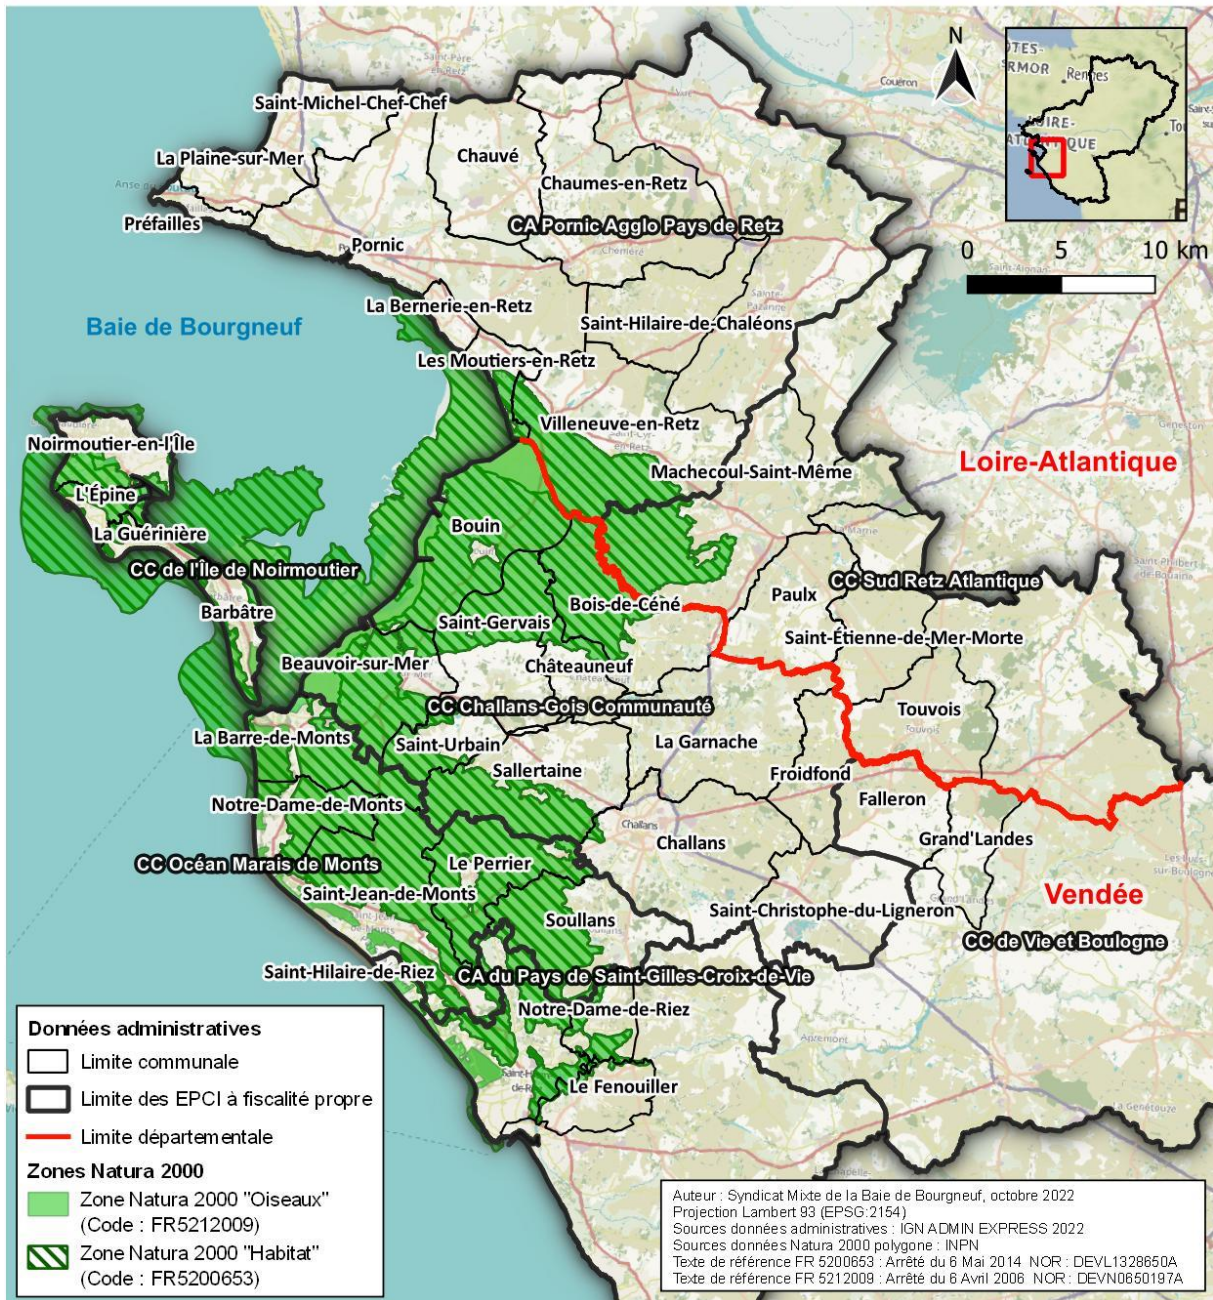 N
Rennes
LOIRE-
0 5 10 km
Couëron
Saint-Michel-Chef-Chef
La Plaine-sur-Mer
Chauvé
Chaumes-en-Retz
Préfailles
CA Pornic Agglo Pays de Retz
Pornic
La Bernerie-en-Retz
Baie de Bourgneuf
Saint-Hilaire-de-Chaléons
Les Moutiers-en-Retz
Villeneuve-en-Retz
Noirmoutier-en-l'Île
Machecoul-Saint-Même
Loire-Atlantique
L'Épine
Bouin
La Guérinière
CC de l'Île de Noirmoutier
CC Sud Retz Atlantique
Paulx
Barbâtre
Bois-de-Céné
Saint-Gervais
Saint-Étienne-de-Mer-Morte
Beauvoir-sur-Mer
Châteauneuf
CC Challans-Gois Communauté
Touvois
Touvois
La Barre-de-Monts
Saint-Urbain
La Garnache
Sallertaine
Froidfond
Notre-Dame-de-Monts
Falleron
Challans
Challans
Grand'Landes
CC Océan Marais de Monts
Le Perrier
Saint-Jean-de-Monts
Vendée
Soullans
Saint-Christophe-du-Ligneron
CC de Vie et Boulogne
Saint-Hilaire-de-Riez
CA du Pays de Saint-Gilles-Croix-de-Vie
Notre-Dame-de-Riez
Apremont
Le Fenouiller
La Génétouze
Données administratives
Limite communale
Limite des EPCI à fiscalité propre
Limite départementale
Zones Natura 2000
Zone Natura 2000 "Oiseaux"
(Code : FR5212009)
Zone Natura 2000 "Habitat"
(Code : FR5200653)
Auteur : Syndicat Mixte de la Baie de Bourgneuf, octobre 2022
Projection Lambert 93 (EPSG:2154)
Sources données administratives : IGN ADMIN EXPRESS 2022
Sources données Natura 2000 polygone : INPN
Texte de référence FR 5200653 : Arrêté du 6 Mai 2014 NOR : DEVL1328650A
Texte de référence FR 5212009 : Arrêté du 6 Avril 2006 NOR : DEVN0650197A